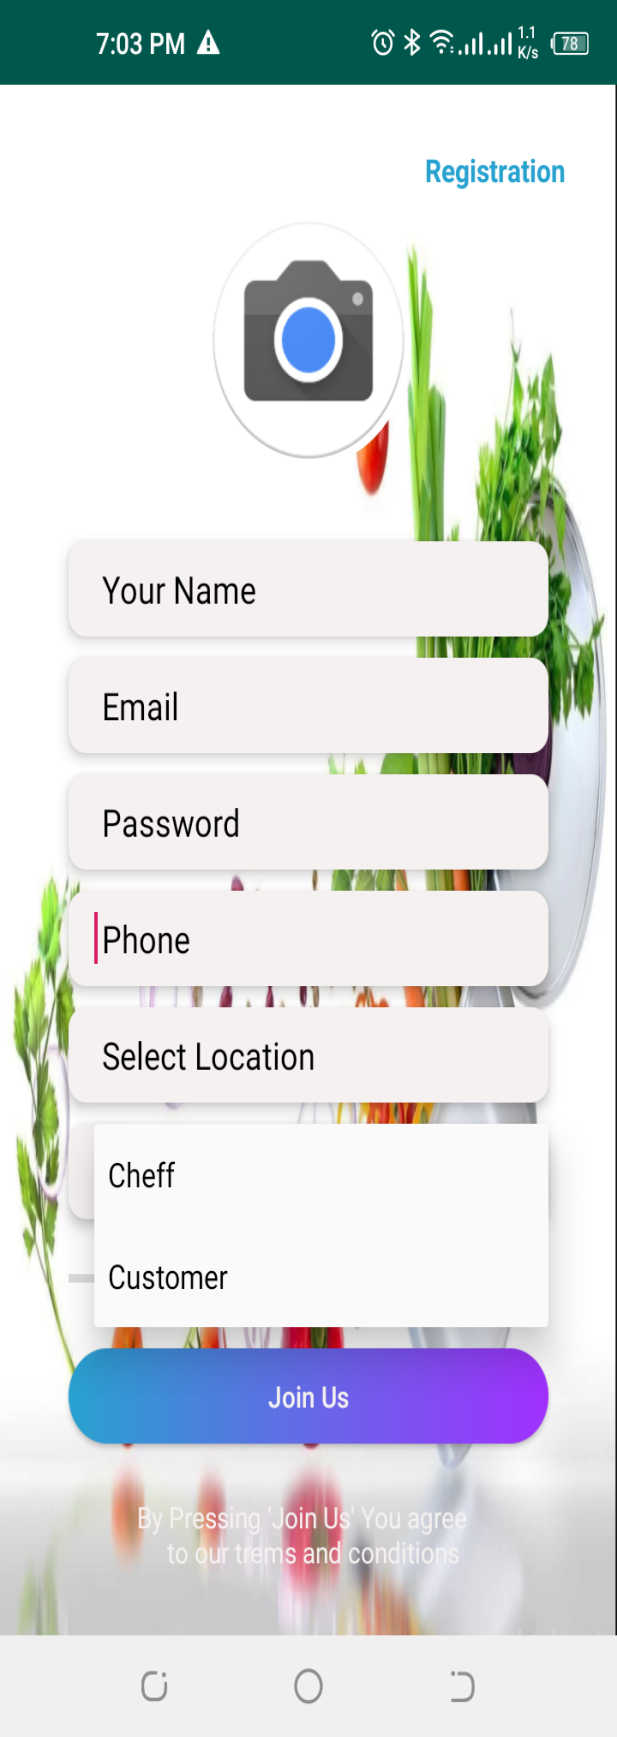 7:03 PM
1.1
K/s
78
Registration
Your Name
Email
Password
Phone
Select Location
Cheff
Customer
Join Us
By Pressing 'Join Us' You agree
to our trems and conditions